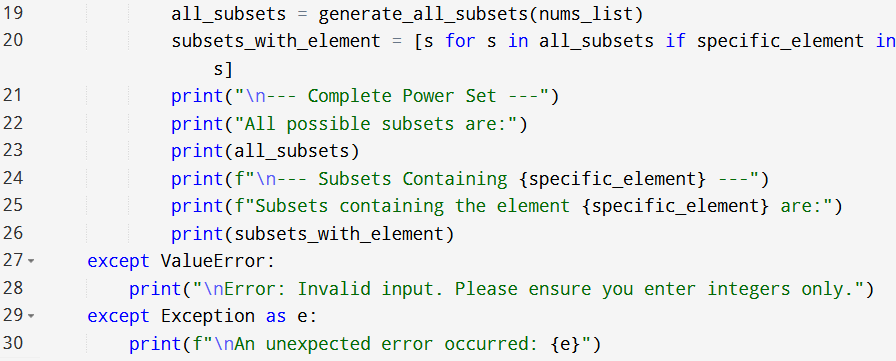 19 all_subsets = generate_all_subsets(nums_list)
20 subsets_with_element = [s for s in all_subsets if specific_element in
s]
21 print("\n--- Complete Power Set ---")
22 print("All possible subsets are:")
23 print(all_subsets)
24 print(f"\n--- Subsets Containing {specific_element} ---")
25 print(f"Subsets containing the element {specific_element} are:")
26 print(subsets_with_element)
27 except ValueError:
28 print("\nError: Invalid input. Please ensure you enter integers only.")
29 except Exception as e:
30 print(f"\nAn unexpected error occurred: {e}")